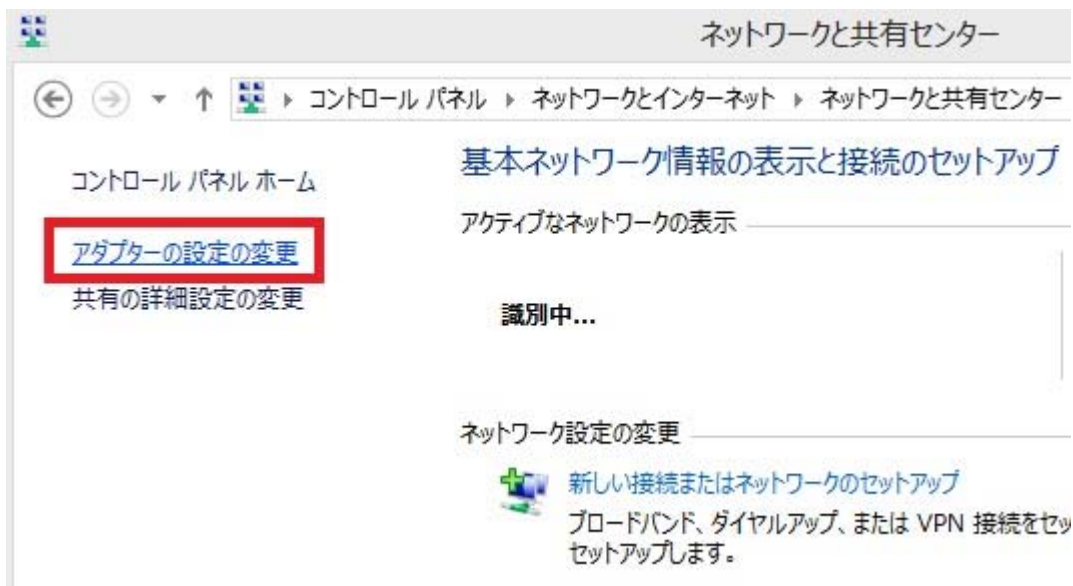 ネットワークと共有センター
コントロール パネル ネットワークとインターネット ネットワークと共有センター
コントロール パネル ホーム
アダプターの設定の変更
共有の詳細設定の変更
基本ネットワーク情報の表示と接続のセットアップ
アクティブなネットワークの表示
識別中...
ネットワーク設定の変更
新しい接続またはネットワークのセットアップ
ブロードバンド、ダイヤルアップ、または VPN 接続をセッ
セットアップします。